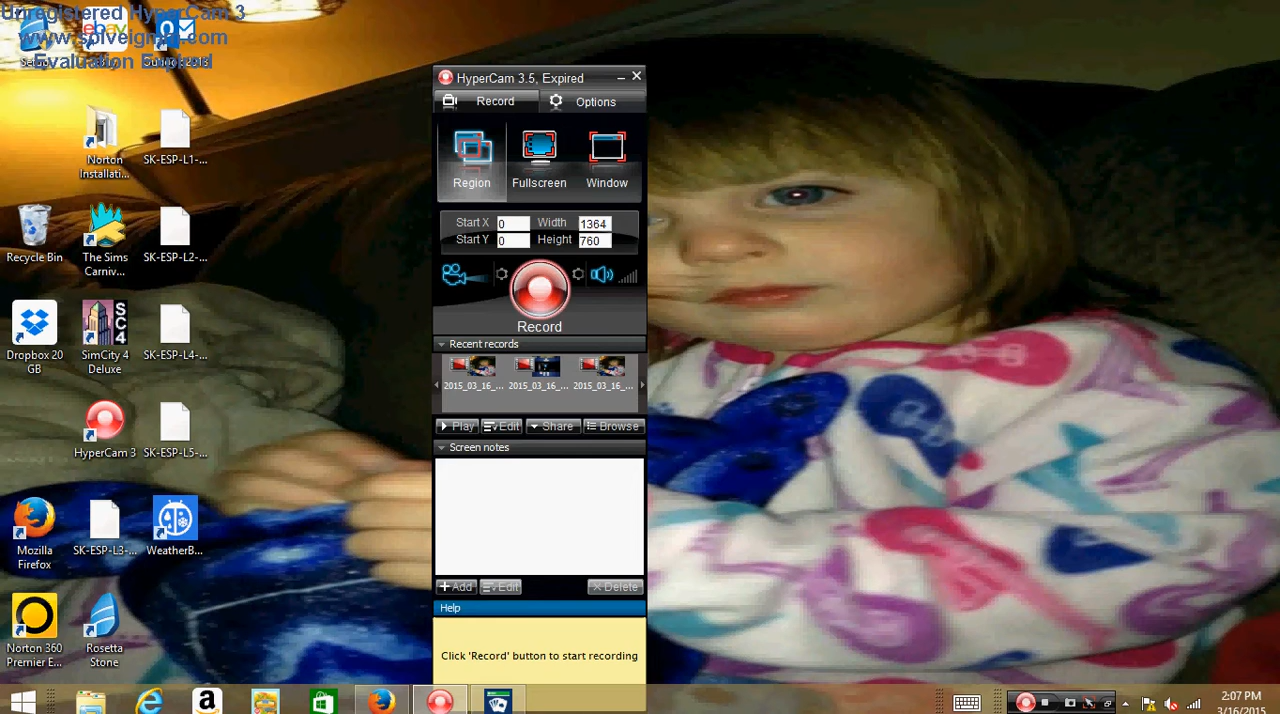 Unregistered HyperCam 3
www.solveigmm.com
Evaluation Expired
ebay
Norton
Installati...
SK-ESP-L1-...
Recycle Bin
The Sims
Carniv...
SK-ESP-L2-...
Dropbox 20
GB
SimCity 4
Deluxe
SK-ESP-L4-...
HyperCam 3
SK-ESP-L5-...
Mozilla
Firefox
SK-ESP-L3-...
WeatherB...
Norton 360
Premier E...
Rosetta
Stone
SC4
HyperCam 3.5, Expired
Record
Options
Region
Fullscreen
Window
Start X 0 Width 1364
Start Y 0 Height 760
Record
Recent records
2015_03_16_...
2015_03_16_...
2015_03_16_...
Play
Edit
Share
Browse
Screen notes
Add
Edit
Delete
Help
Click 'Record' button to start recording
2:07 PM
3/16/2015